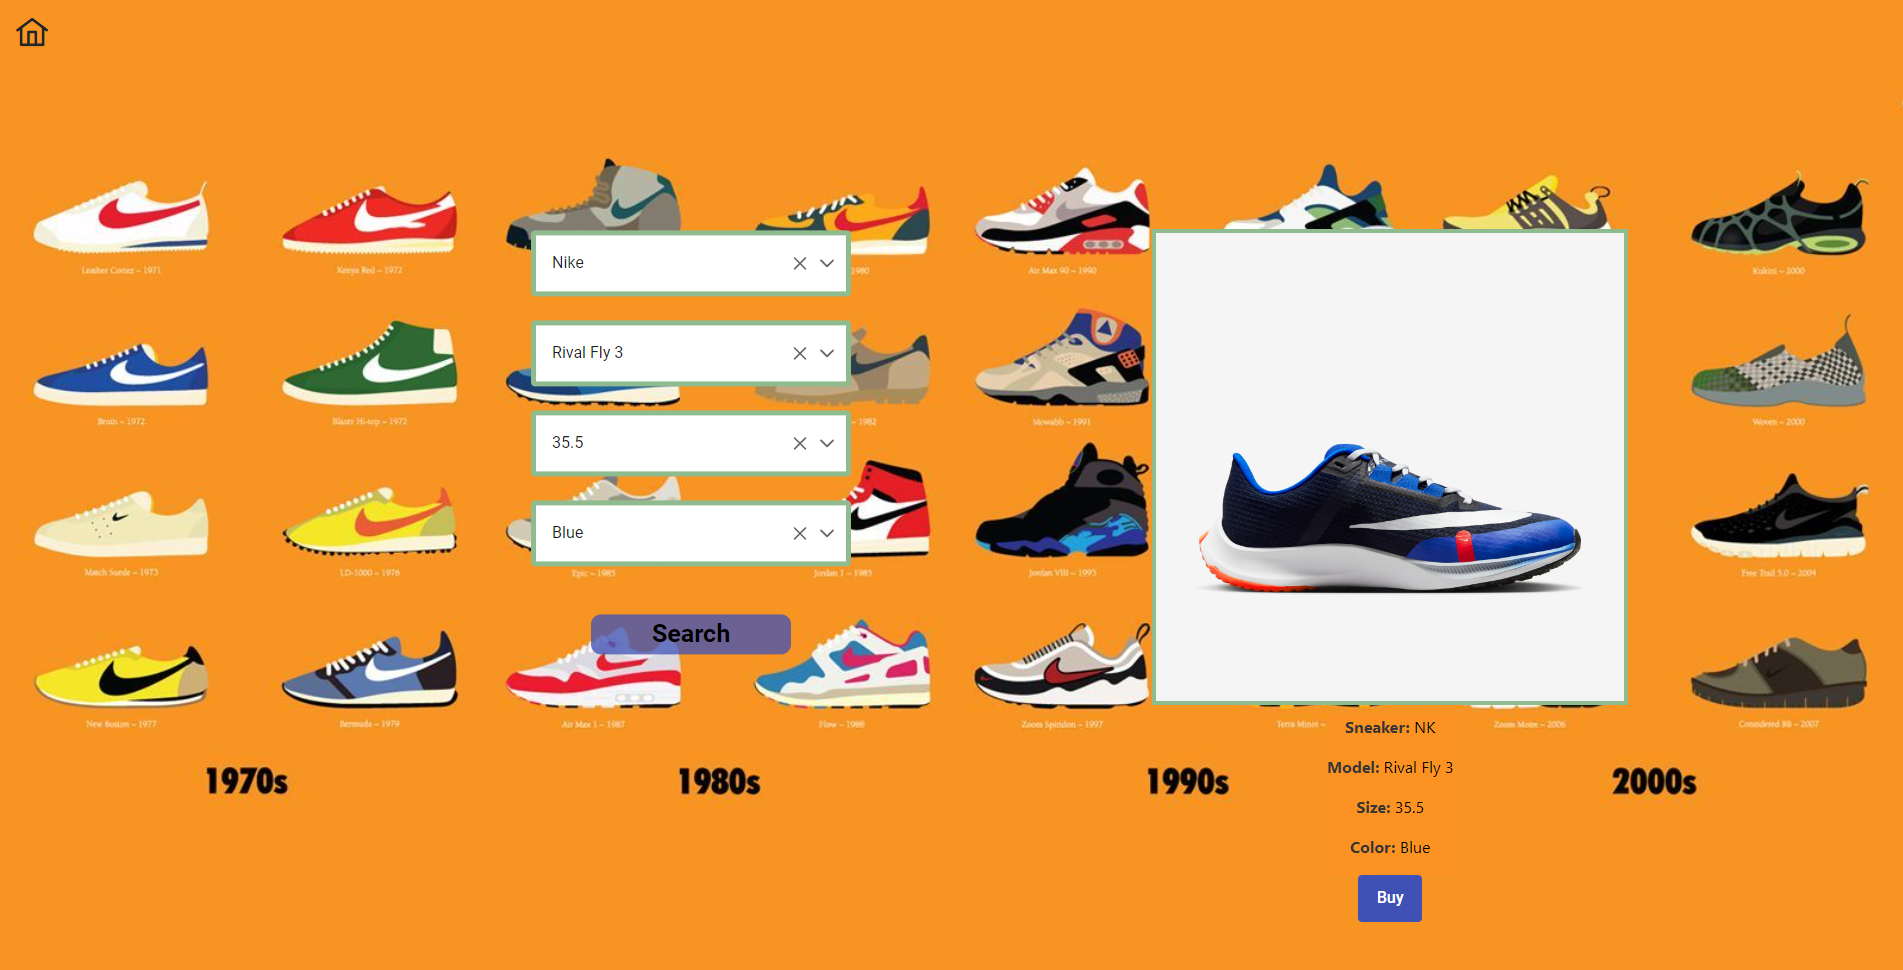 Leather Cortez – 1971
Kenya Red – 1972
1980
Air Max 90 – 1990
Kukini – 2000
Nike
Rival Fly 3
Bruin – 1972
Blazer Hi-top – 1972
– 1982
Mowabb – 1991
Woven – 2000
35.5
Blue
Match Suede – 1973
LD-1000 – 1976
Epic – 1985
Jordan 1 – 1985
Jordan VIII – 1993
Free Trail 5.0 – 2004
Search
New Boston – 1977
Bermuda – 1979
Air Max 1 – 1987
Flow – 1988
Zoom Spiridon – 1997
Terra Minot –
Zoom Moire – 2006
Considered BB – 2007
Sneaker: NK
Model: Rival Fly 3
1970s
1980s
1990s
2000s
Size: 35.5
Color: Blue
Buy